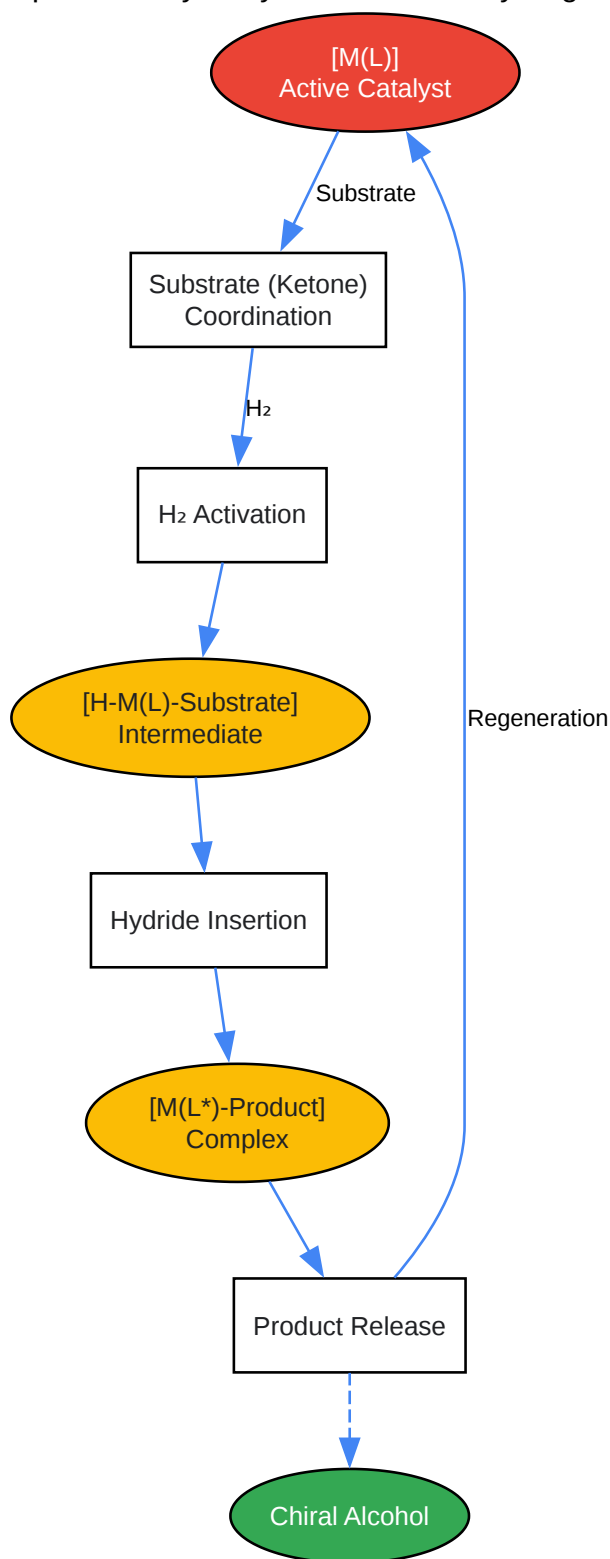 [M(L)]
Active Catalyst
Substrate
Substrate (Ketone)
Coordination
H₂
H₂ Activation
[H-M(L)-Substrate]
Intermediate
Regeneration
Hydride Insertion
[M(L*)-Product]
Complex
Product Release
Chiral Alcohol